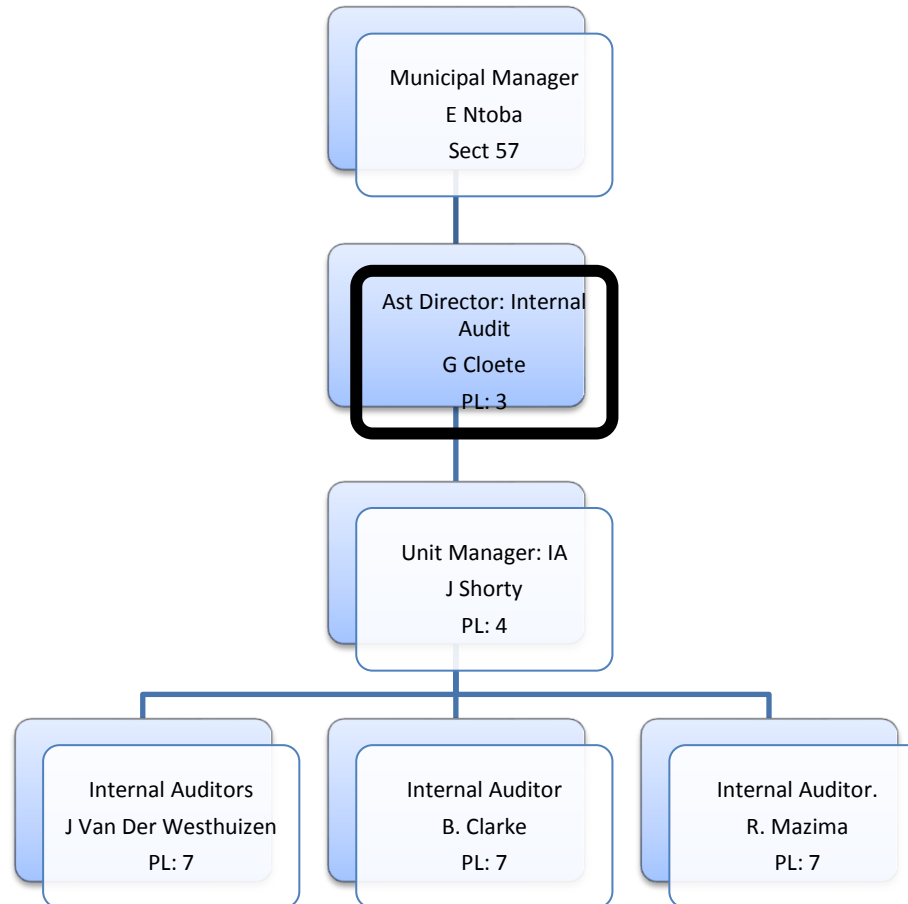 Municipal Manager
E Ntoba
Sect 57
Ast Director: Internal
Audit
G Cloete
PL: 3
Unit Manager: IA
J Shorty
PL: 4
Internal Auditors
J Van Der Westhuizen
PL: 7
Internal Auditor
B. Clarke
PL: 7
Internal Auditor.
R. Mazima
PL: 7